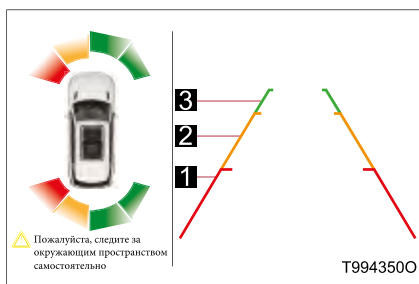 3
2
1
Пожалуйста, следите за
окружающим пространством
самостоятельно
T994350O